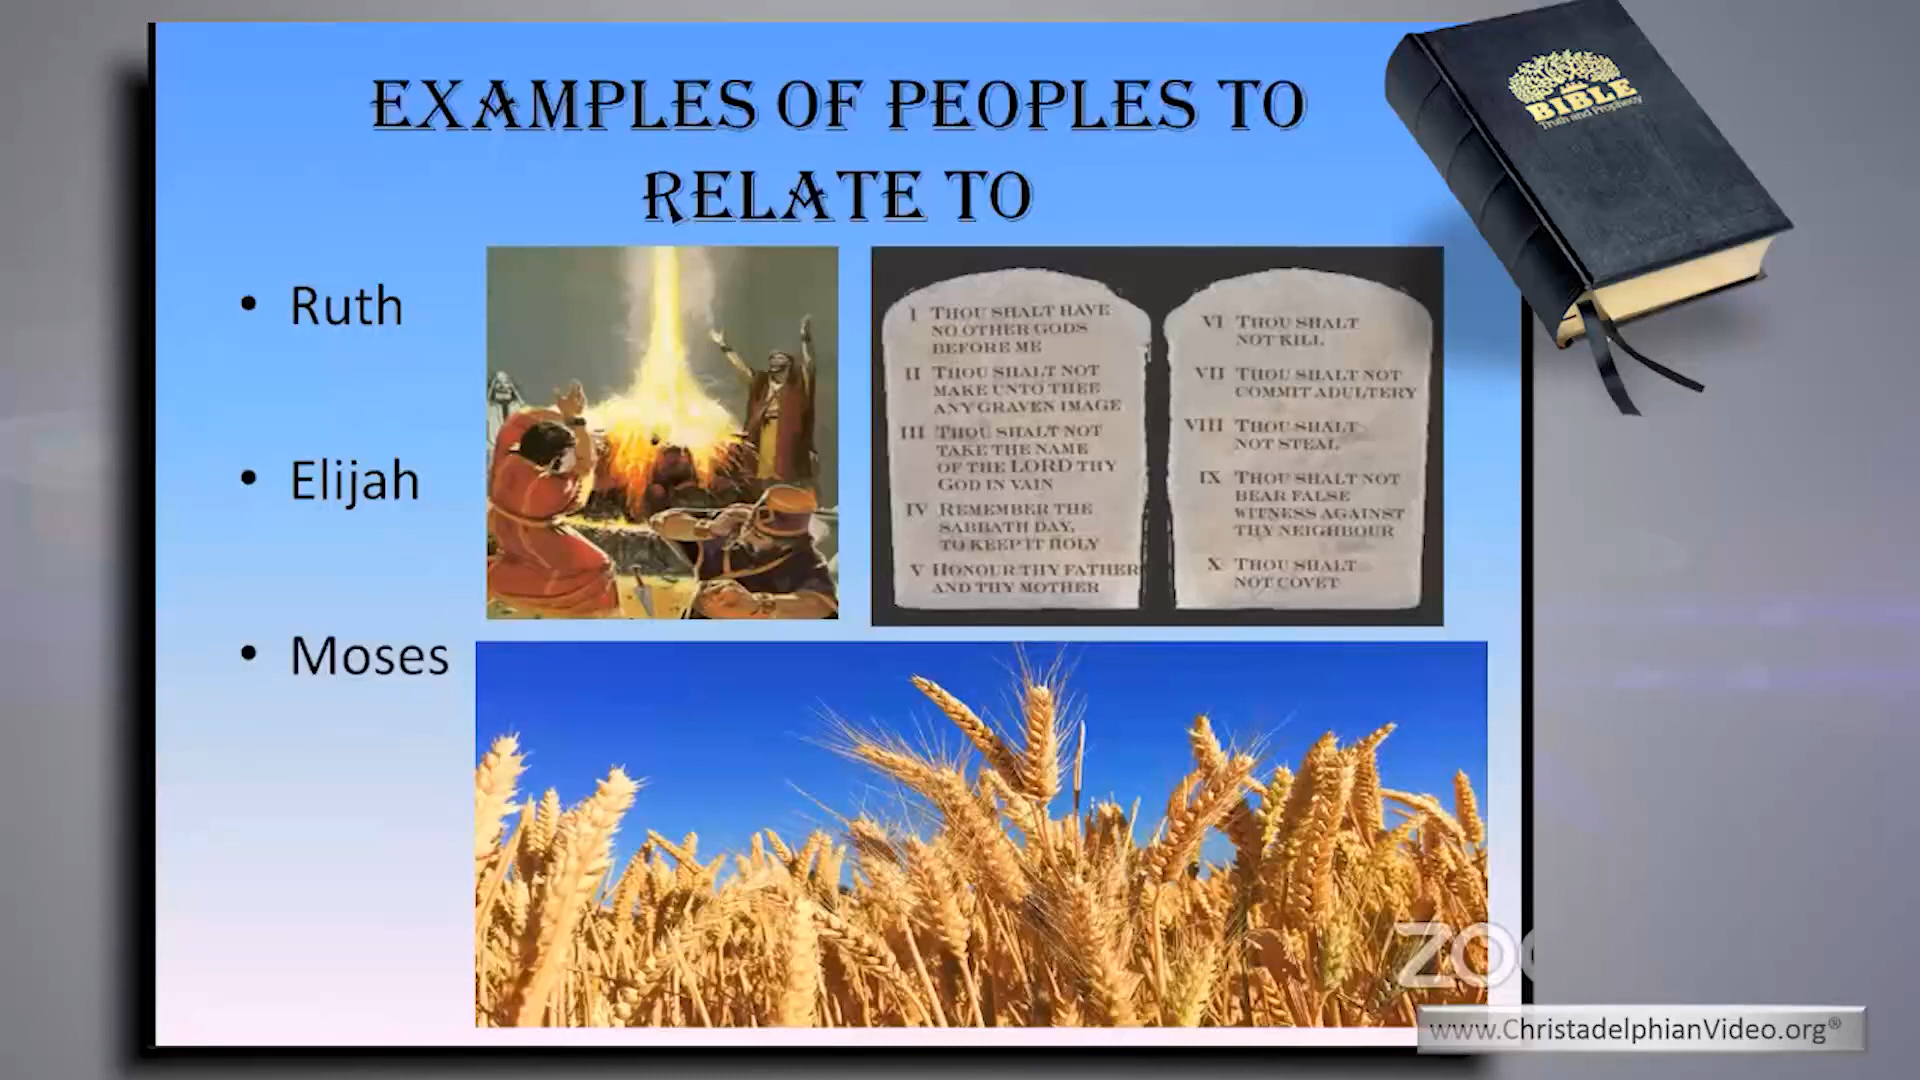 EXAMPLES OF PEOPLES TO
RELATE TO
BIBLE
Truth and Prophecy
• Ruth
• Elijah
• Moses
I THOU SHALT HAVE
NO OTHER GODS
BEFORE ME
II THOU SHALT NOT
MAKE UNTO THEE
ANY GRAVEN IMAGE
III THOU SHALT NOT
TAKE THE NAME
OF THE LORD THY
GOD IN VAIN
IV REMEMBER THE
SABBATH DAY,
TO KEEP IT HOLY
V HONOUR THY FATHER
AND THY MOTHER
VI THOU SHALT
NOT KILL
VII THOU SHALT NOT
COMMIT ADULTERY
VIII THOU SHALT
NOT STEAL
IX THOU SHALT NOT
BEAR FALSE
WITNESS AGAINST
THY NEIGHBOUR
X THOU SHALT
NOT COVET
www.ChristadelphianVideo.org®